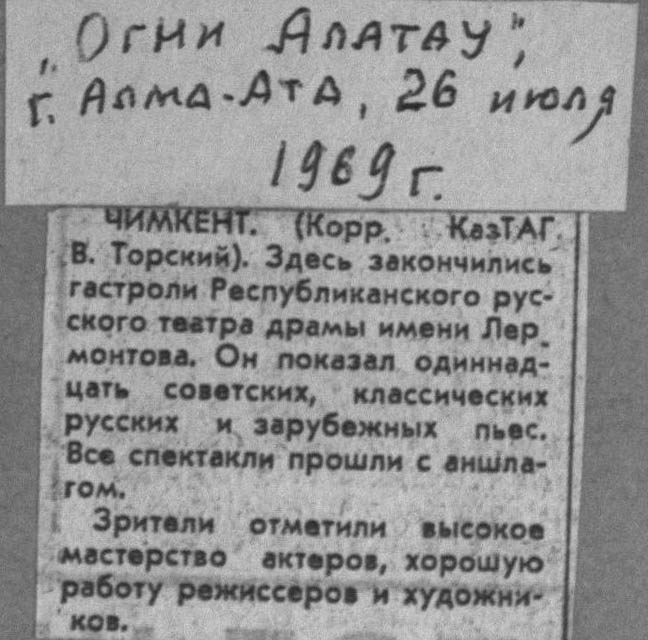 „Огни Алатау“,
г. Алма-Ата, 26 июля
1969 г.
ЧИМКЕНТ. (Корр. КазТАГ
В. Торский). Здесь закончились
гастроли Республиканского рус-
ского театра драмы имени Лер-
монтова. Он показал одиннад-
цать советских, классических
русских и зарубежных пьес.
Все спектакли прошли с аншла-
гом.
Зрители отметили высокое
мастерство актеров, хорошую
работу режиссеров и художни-
ков.